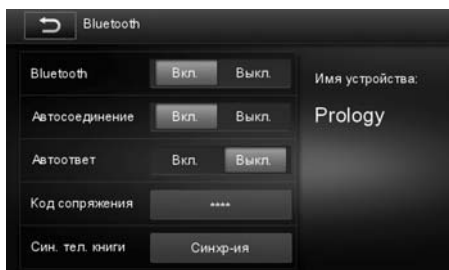 Bluetooth
Bluetooth Вкл. Выкл.
Имя устройства:
Автосоединение Вкл. Выкл.
Prology
Автоответ Вкл. Выкл.
Код сопряжения ****
Син. тел. книги Синхр-ия